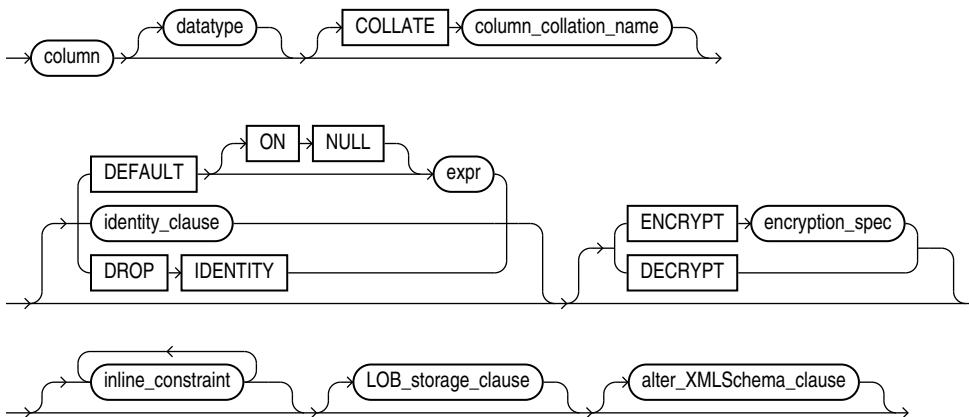 datatype COLLATE column_collation_name
column
ON NULL
DEFAULT expr
identity_clause ENCRYPT encryption_spec
DROP IDENTITY DECRYPT
inline_constraint LOB_storage_clause alter_XMLSchema_clause